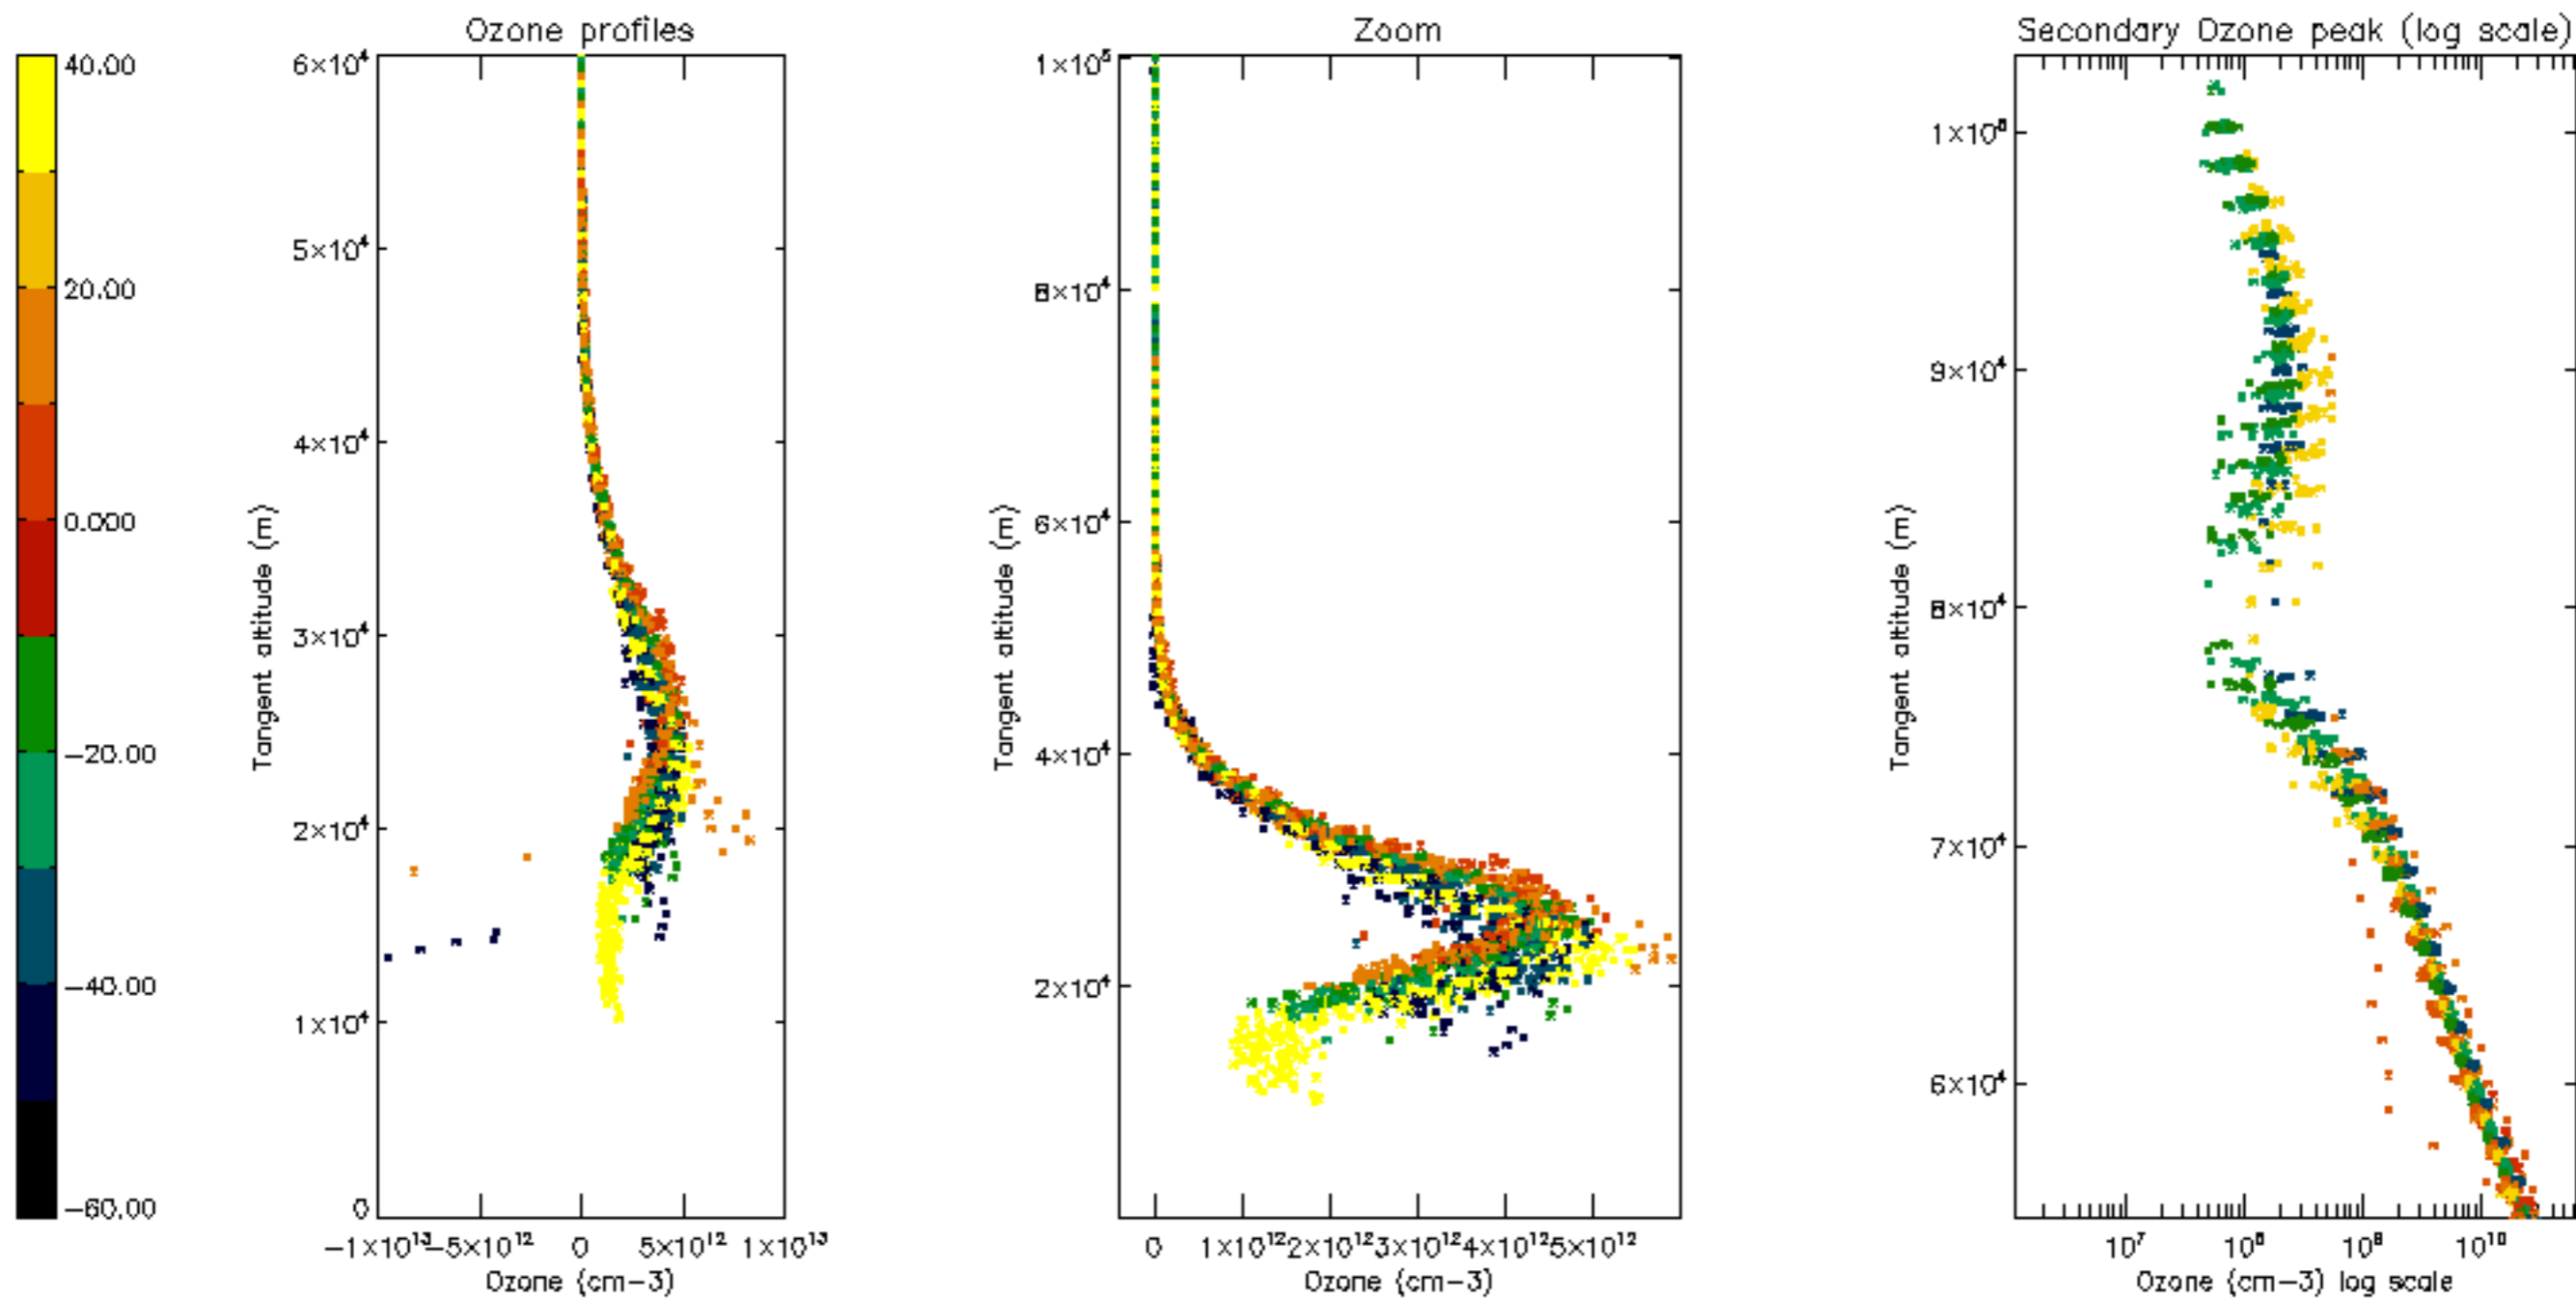 Ozone profiles
Zoom
Secondary Ozone peak (log scale)
40.00
20.00
0.000
−20.00
−40.00
−60.00
6×10⁴
5×10⁴
4×10⁴
3×10⁴
2×10⁴
1×10⁴
0
Tangent altitude (m)
−1×10¹³ −5×10¹² 0 5×10¹² 1×10¹³
Ozone (cm−3)
1×10⁵
8×10⁴
6×10⁴
4×10⁴
2×10⁴
Tangent altitude (m)
0 1×10¹² 2×10¹² 3×10¹² 4×10¹² 5×10¹²
Ozone (cm−3)
1×10⁵
9×10⁴
8×10⁴
7×10⁴
6×10⁴
Tangent altitude (m)
10⁷ 10⁸ 10⁹ 10¹⁰
Ozone (cm−3) log scale